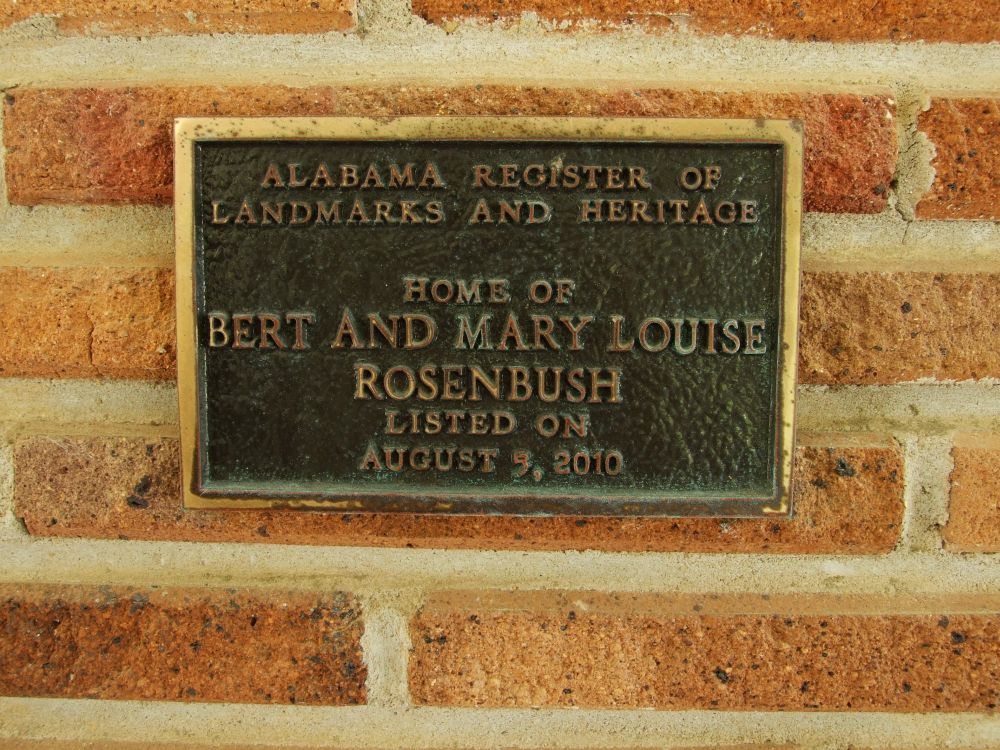 ALABAMA REGISTER OF
LANDMARKS AND HERITAGE
HOME OF
BERT AND MARY LOUISE
ROSENBUSH
LISTED ON
AUGUST 5, 2010